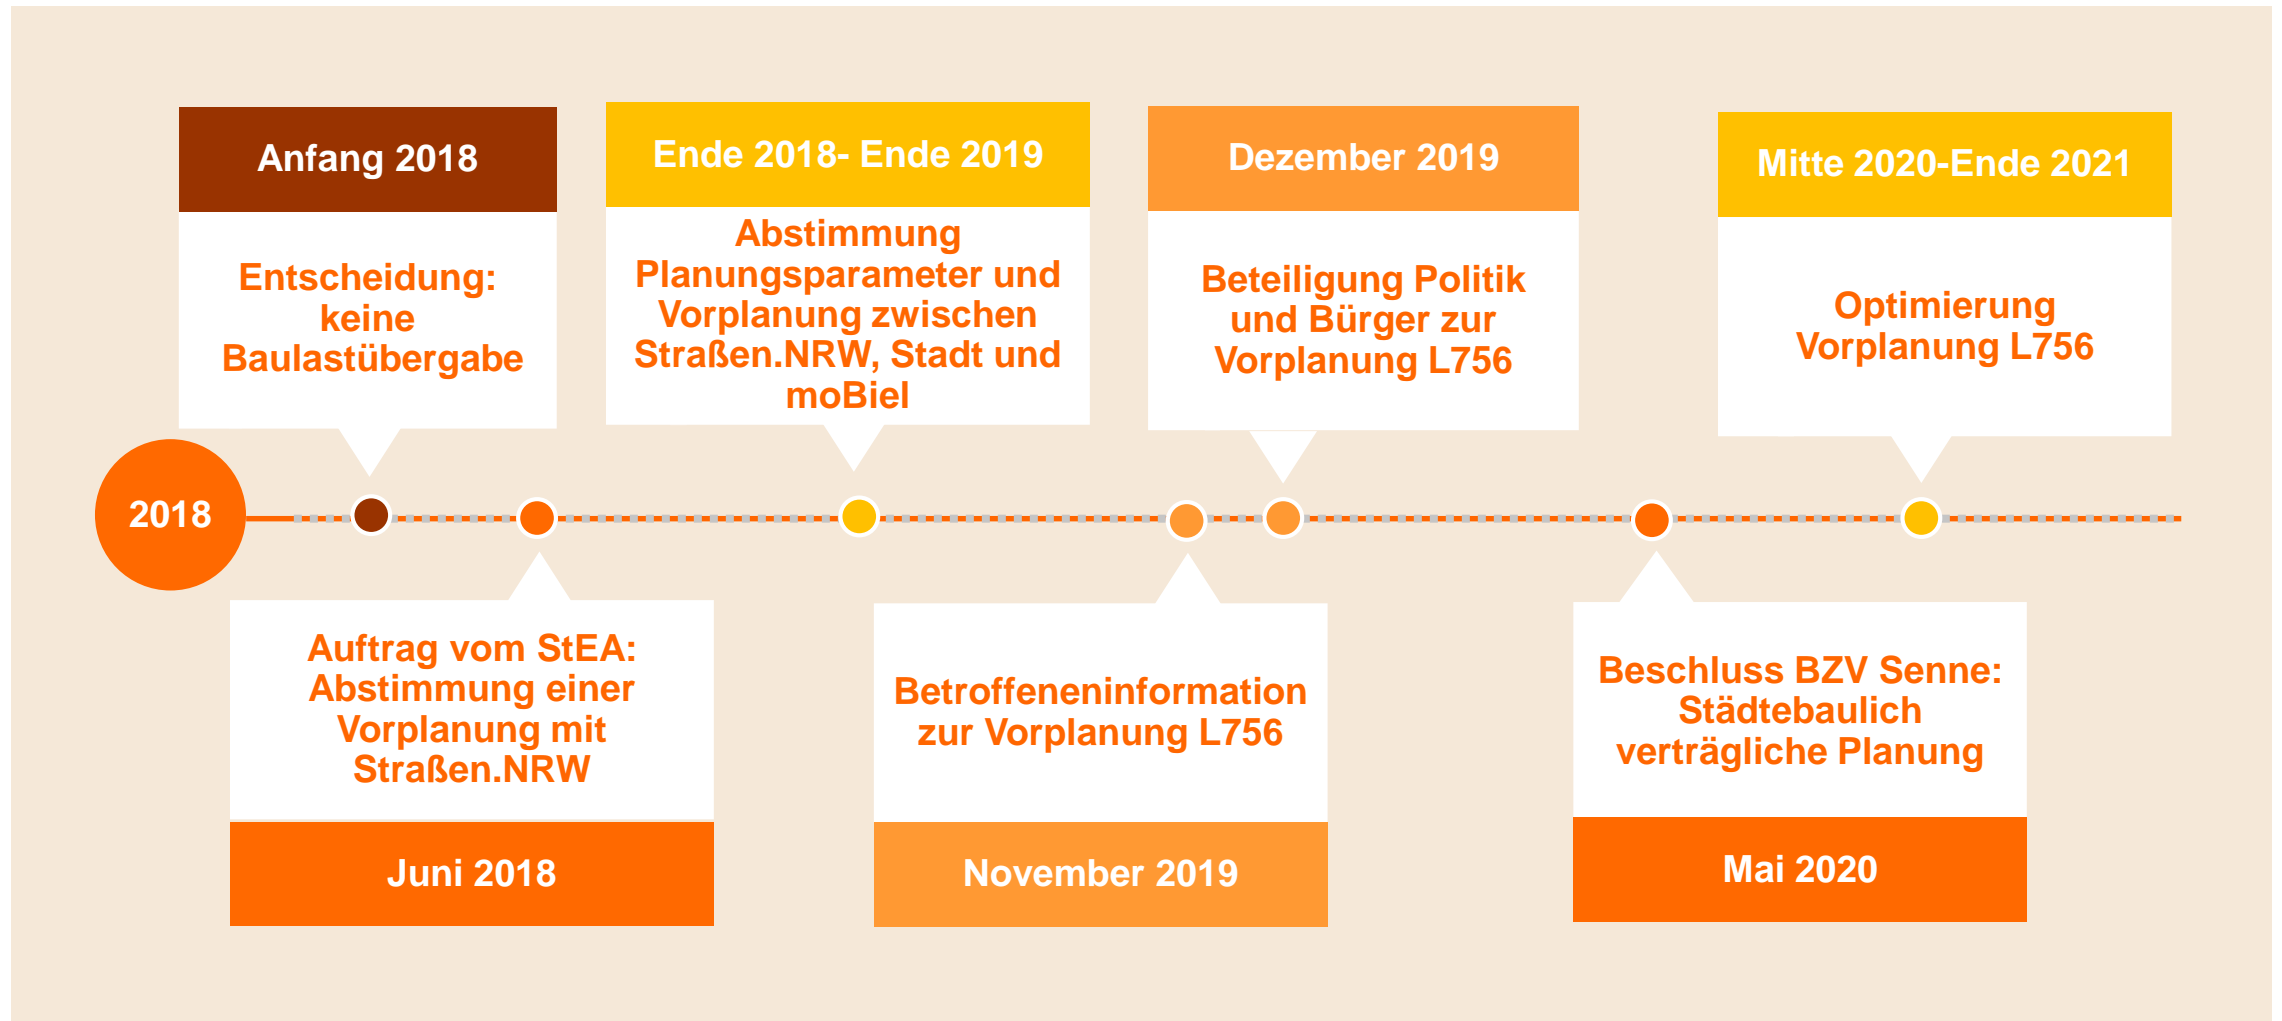 Anfang 2018
Entscheidung:
keine
Baulastübergabe
Ende 2018- Ende 2019
Abstimmung
Planungsparameter und
Vorplanung zwischen
Straßen.NRW, Stadt und
moBiel
Dezember 2019
Beteiligung Politik
und Bürger zur
Vorplanung L756
Mitte 2020-Ende 2021
Optimierung
Vorplanung L756
2018
Auftrag vom StEA:
Abstimmung einer
Vorplanung mit
Straßen.NRW
Juni 2018
Betroffeneninformation
zur Vorplanung L756
November 2019
Beschluss BZV Senne:
Städtebaulich
verträgliche Planung
Mai 2020